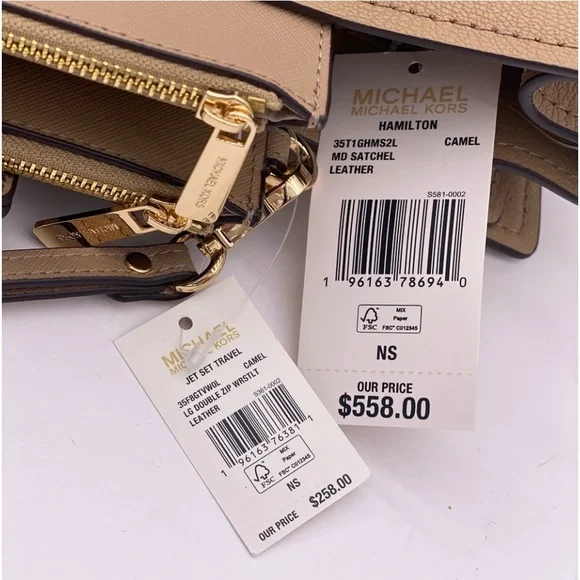 MICHAEL KORS
MICHAEL
MICHAEL KORS
HAMILTON
35T1GHMS2L CAMEL
MD SATCHEL
LEATHER
S581-0002
1 96163 78694 0
FSC
MIX
Paper
FSC® C012345
NS
OUR PRICE
$558.00
MICHAEL
MICHAEL KORS
JET SET TRAVEL
35F8GTVW0L CAMEL
LG DOUBLE ZIP WRSTLT
LEATHER
S361-0002
1 96163 76381 1
FSC
MIX
Paper
FSC® C012345
NS
OUR PRICE $258.00